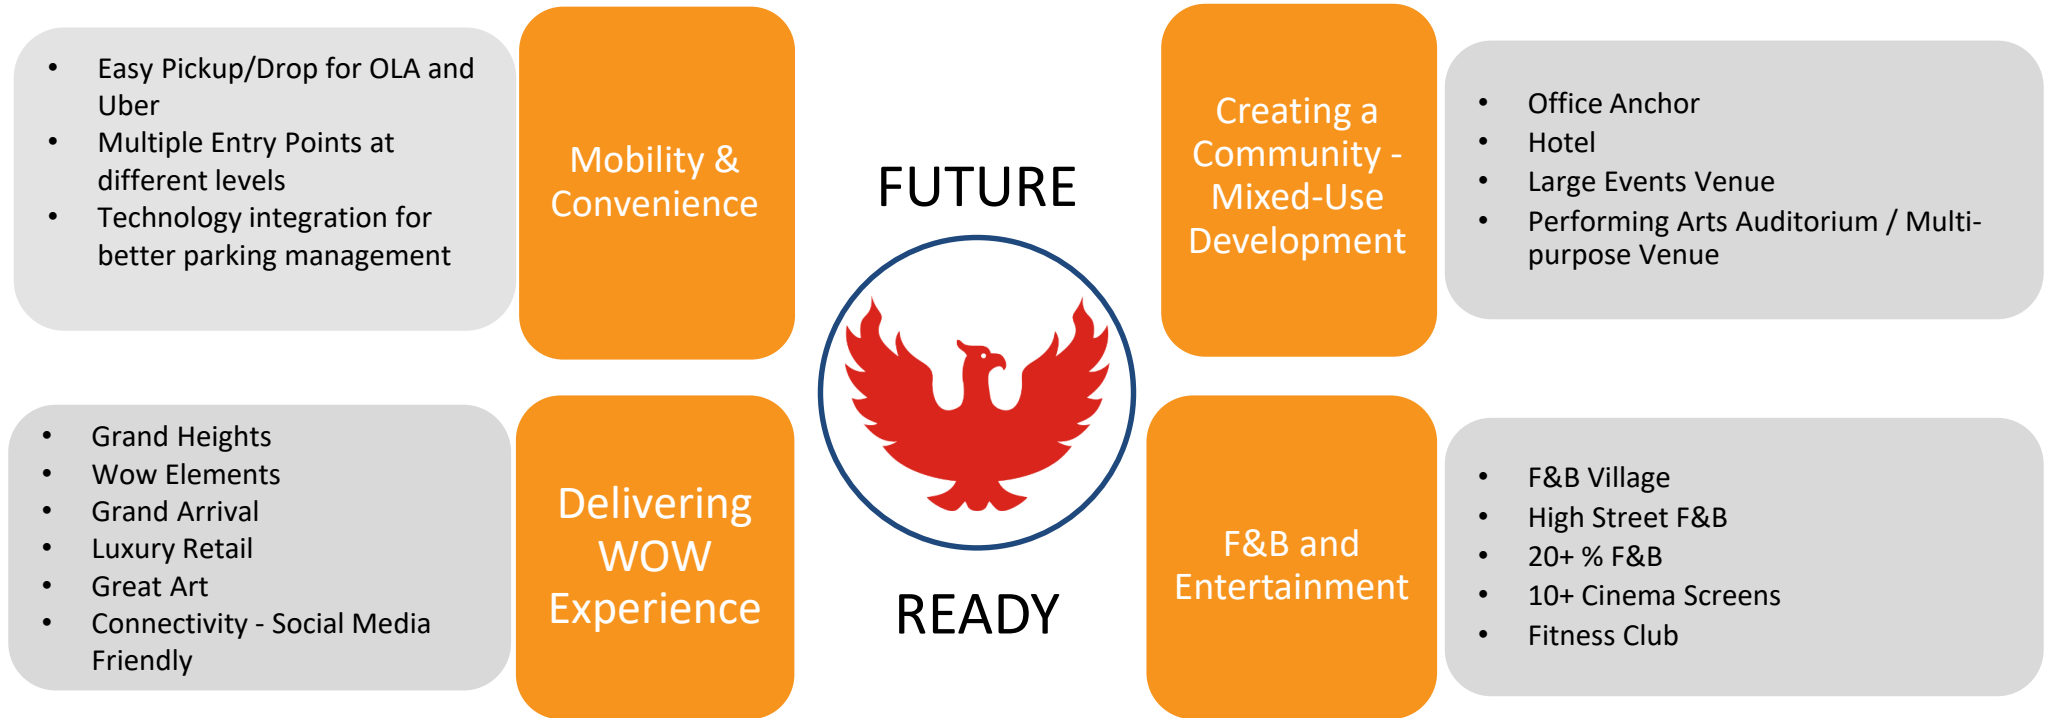 • Easy Pickup/Drop for OLA and
Uber
• Multiple Entry Points at
different levels
• Technology integration for
better parking management
Mobility &
Convenience
FUTURE
READY
Creating a
Community -
Mixed-Use
Development
• Office Anchor
• Hotel
• Large Events Venue
• Performing Arts Auditorium / Multi-
purpose Venue
• Grand Heights
• Wow Elements
• Grand Arrival
• Luxury Retail
• Great Art
• Connectivity - Social Media
Friendly
Delivering
WOW
Experience
F&B and
Entertainment
• F&B Village
• High Street F&B
• 20+ % F&B
• 10+ Cinema Screens
• Fitness Club